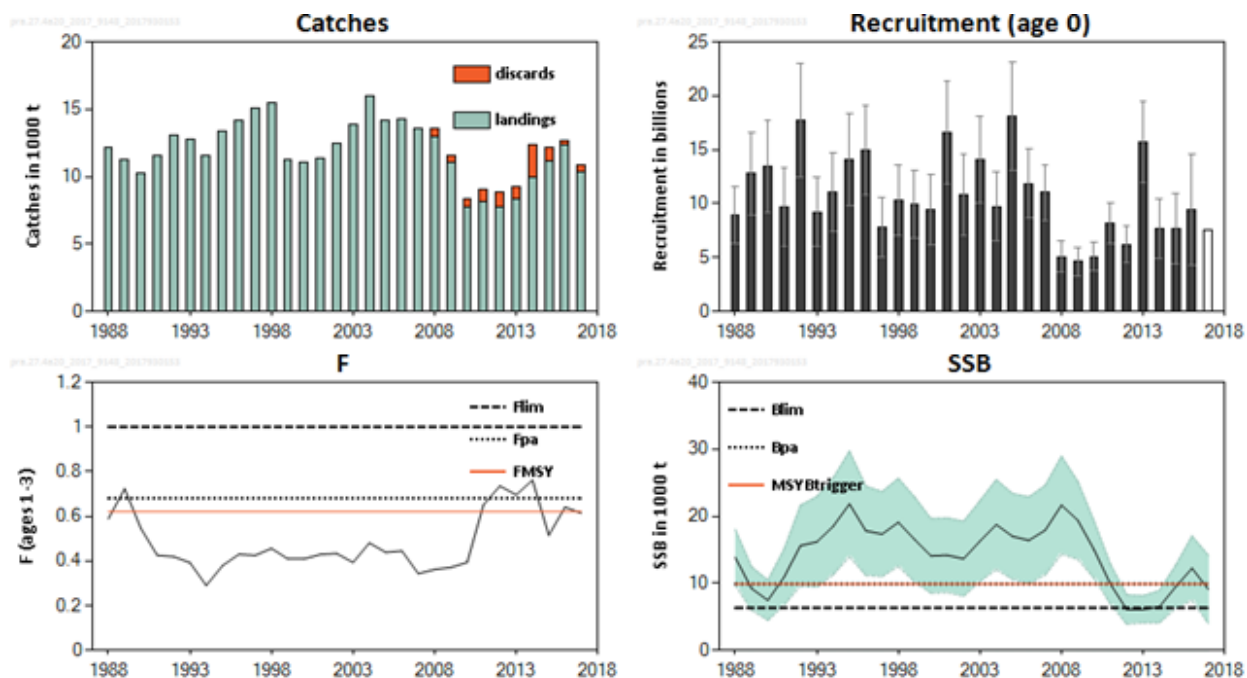 Catches
20
15
10
5
0
Catches in 1000 t
discards
landings
1988 1993 1998 2003 2008 2013 2018
Recruitment (age 0)
25
20
15
10
5
0
Recruitment in billions
1988 1993 1998 2003 2008 2013 2018
F
1.2
1
0.8
0.6
0.4
0.2
0
F (ages 1-3)
Flim
Fpa
FMSY
1988 1993 1998 2003 2008 2013 2018
SSB
40
30
20
10
0
SSB in 1000 t
Blim
Bpa
MSYBtrigger
1988 1993 1998 2003 2008 2013 2018